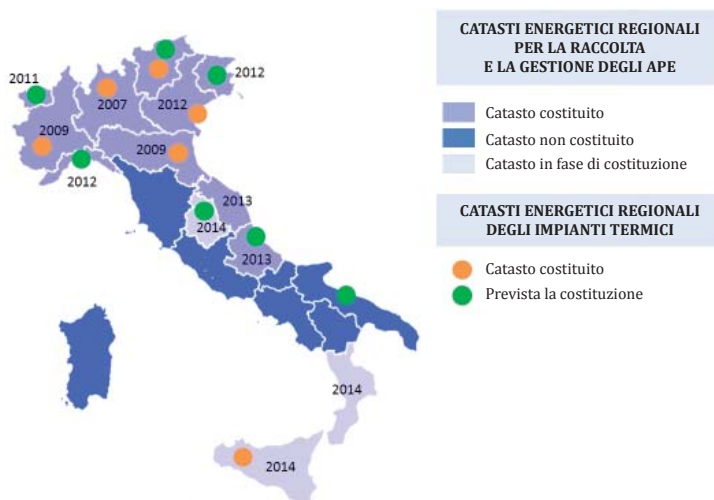 2011
2007
2012
2012
2009
2009
2012
2013
2014
2013
2014
2014
CATASTI ENERGETICI REGIONALI
PER LA RACCOLTA
E LA GESTIONE DEGLI APE
Catasto costituito
Catasto non costituito
Catasto in fase di costituzione
CATASTI ENERGETICI REGIONALI
DEGLI IMPIANTI TERMICI
Catasto costituito
Prevista la costituzione